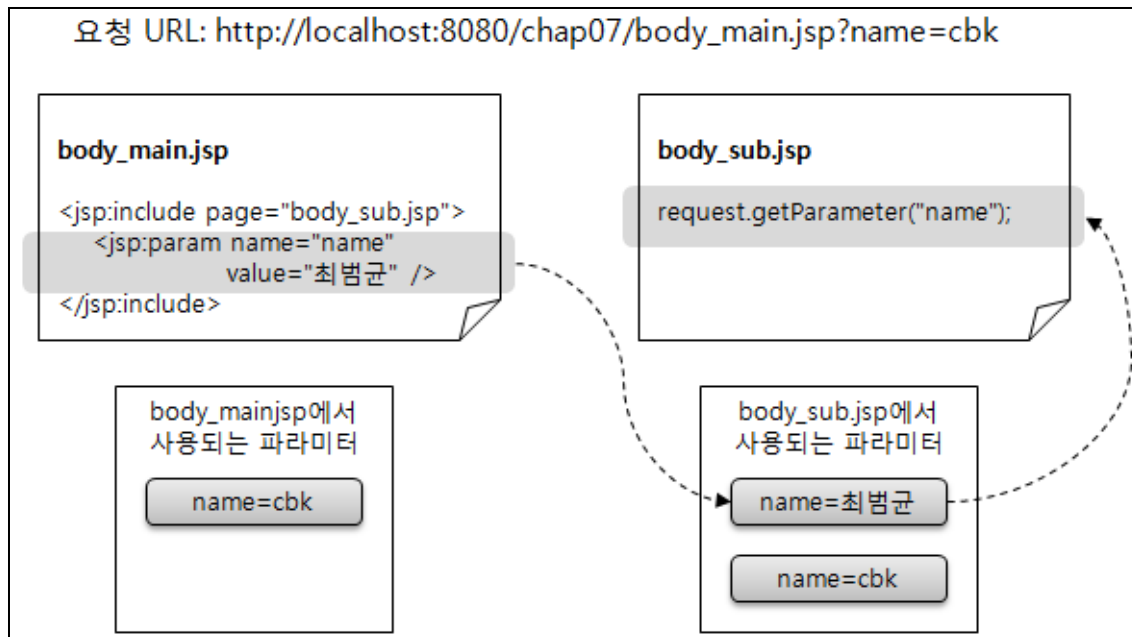 요청 URL: http://localhost:8080/chap07/body_main.jsp?name=cbk
body_main.jsp
<jsp:include page="body_sub.jsp">
<jsp:param name="name"
value="최범균" />
</jsp:include>
body_sub.jsp
request.getParameter("name");
body_mainjsp에서
사용되는 파라미터
name=cbk
body_sub.jsp에서
사용되는 파라미터
name=최범균
name=cbk